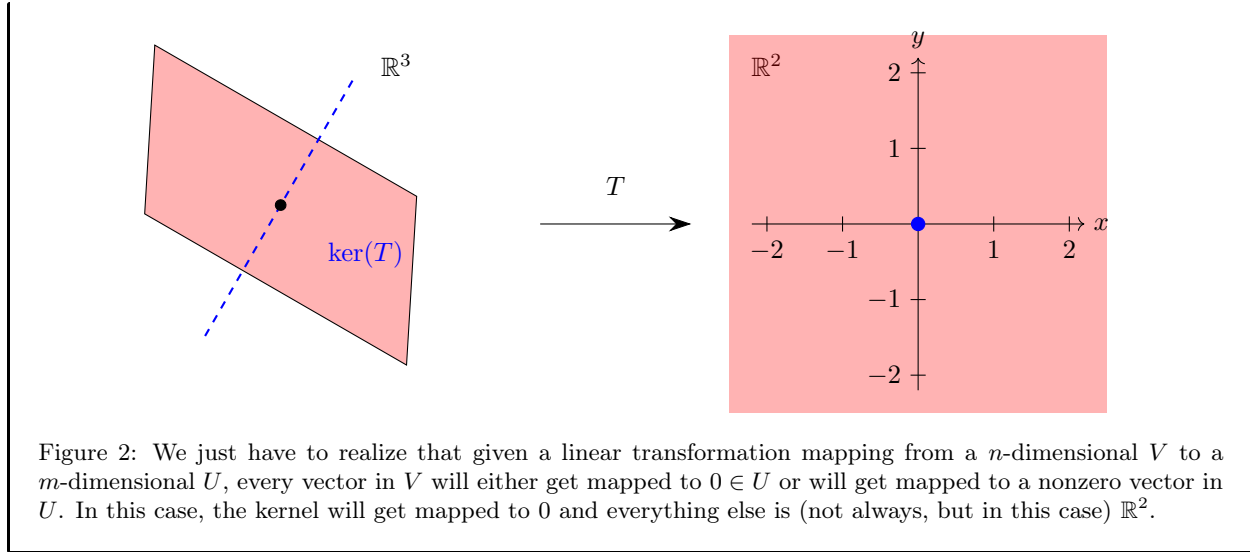 ℝ³
ker(T)
T
ℝ²
y
x
2
1
−2
−1
1
2
−1
−2
Figure 2: We just have to realize that given a linear transformation mapping from a n-dimensional V to a
m-dimensional U, every vector in V will either get mapped to 0 ∈ U or will get mapped to a nonzero vector in
U. In this case, the kernel will get mapped to 0 and everything else is (not always, but in this case) ℝ².